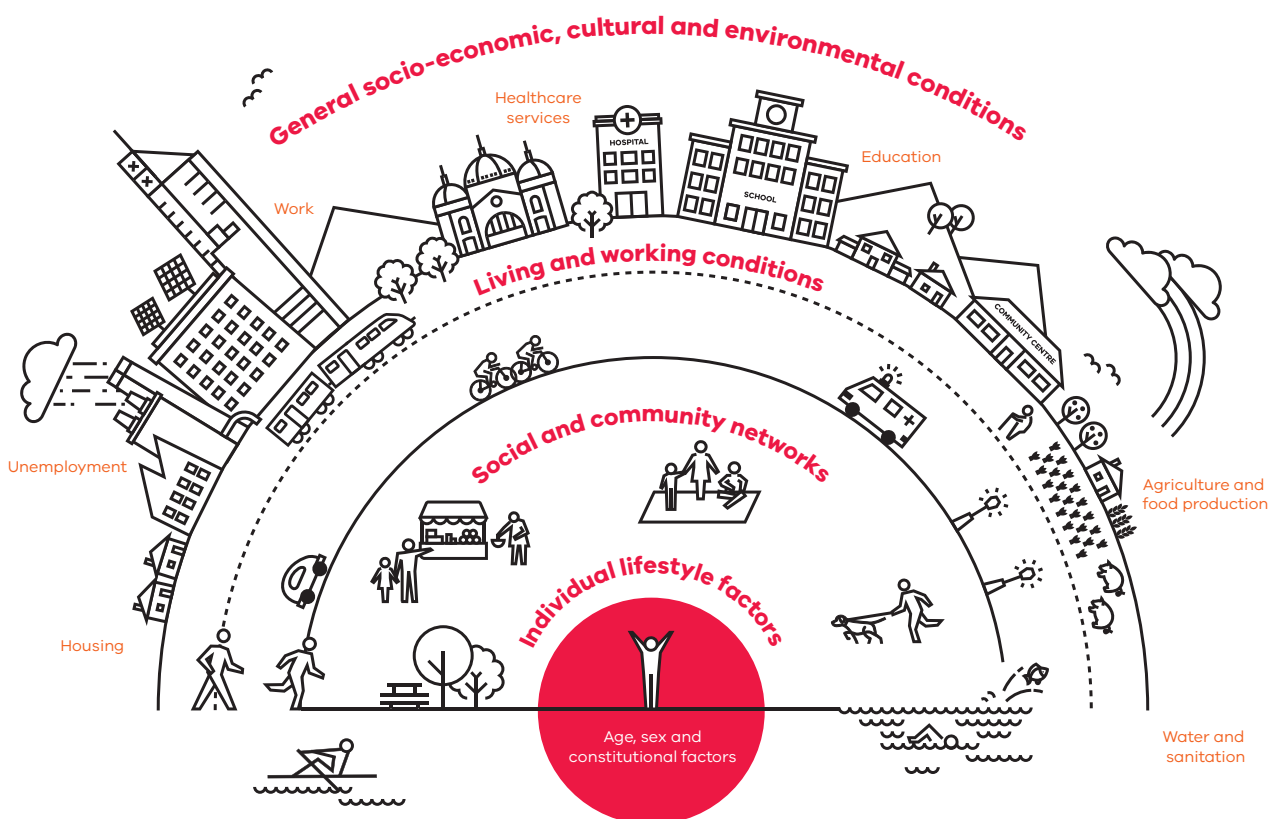 General socio-economic, cultural and environmental conditions
Healthcare
services
HOSPITAL
Education
SCHOOL
Work
Living and working conditions
COMMUNITY CENTRE
Social and community networks
Unemployment
Agriculture and
food production
Individual lifestyle factors
Housing
Age, sex and
constitutional factors
Water and
sanitation